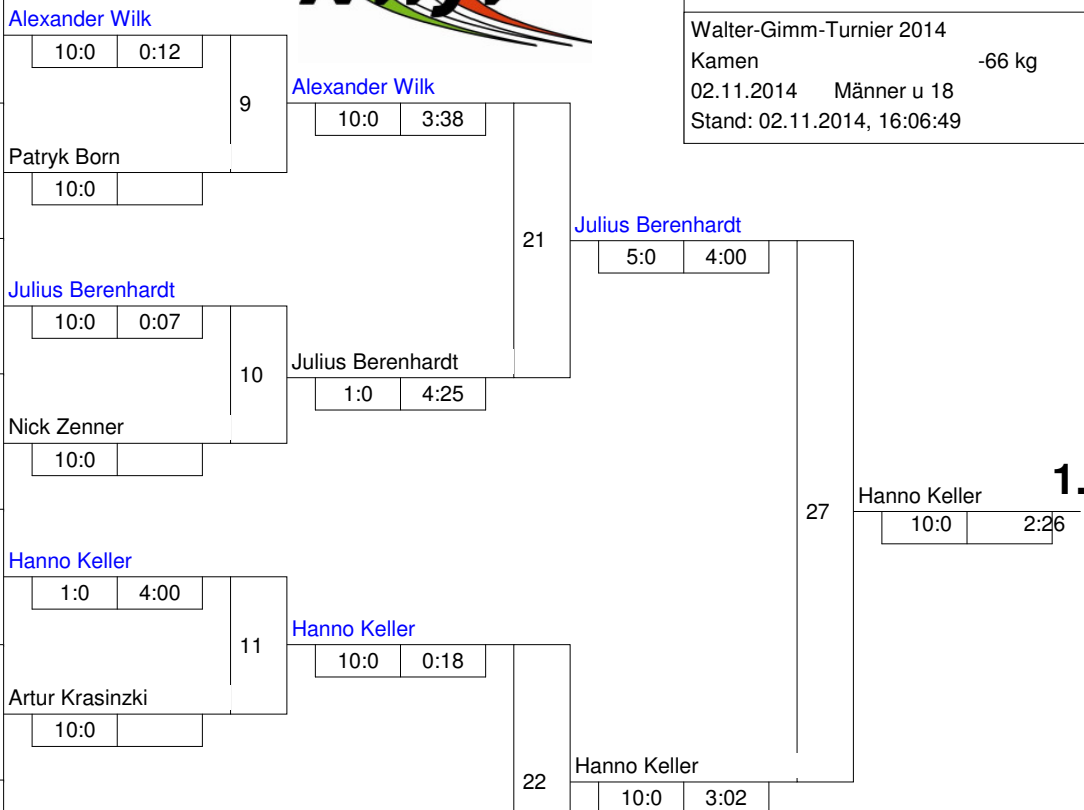 Walter-Gimm-Turnier 2014
Kamen -66 kg
02.11.2014 Männer u 18
Stand: 02.11.2014, 16:06:49
Alexander Wilk
10:0 0:12
9
Patryk Born
10:0
Alexander Wilk
10:0 3:38
Julius Berenhardt
10:0 0:07
10
Nick Zenner
10:0
Julius Berenhardt
1:0 4:25
21
Julius Berenhardt
5:0 4:00
Hanno Keller
1:0 4:00
11
Artur Krasinzki
10:0
Hanno Keller
10:0 0:18
22
Hanno Keller
10:0 3:02
27
Hanno Keller 1.
10:0 2:26